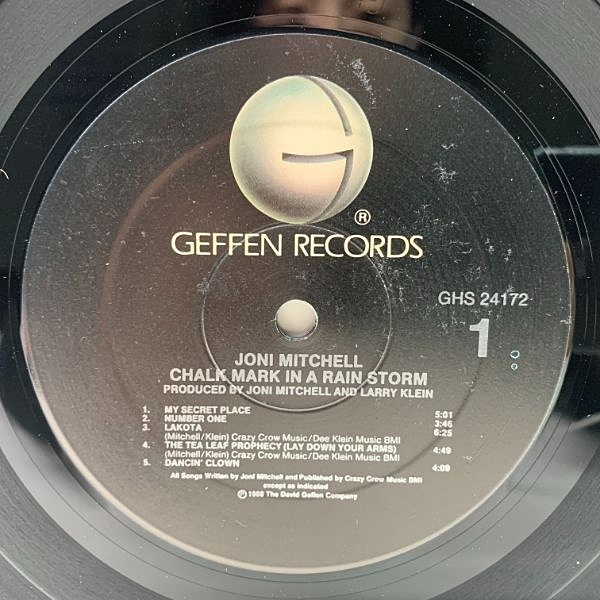 G
®
GEFFEN RECORDS
GHS 24172
1
JONI MITCHELL
CHALK MARK IN A RAIN STORM
PRODUCED BY JONI MITCHELL AND LARRY KLEIN
1. MY SECRET PLACE 5:01
2. NUMBER ONE 3:46
3. LAKOTA 6:25
(Mitchell/Klein) Crazy Crow Music/Dee Klein Music BMI
4. THE TEA LEAF PROPHECY (LAY DOWN YOUR ARMS) 4:49
(Mitchell/Klein) Crazy Crow Music/Dee Klein Music BMI
5. DANCIN' CLOWN 4:09
All Songs Written by Joni Mitchell and Published by Crazy Crow Music BMI
except as indicated
℗ 1988 The David Geffen Company